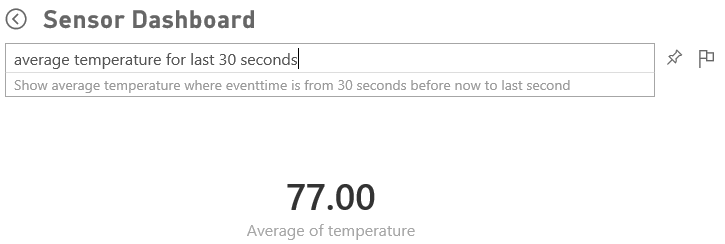 Sensor Dashboard
average temperature for last 30 seconds
Show average temperature where eventtime is from 30 seconds before now to last second
77.00
Average of temperature